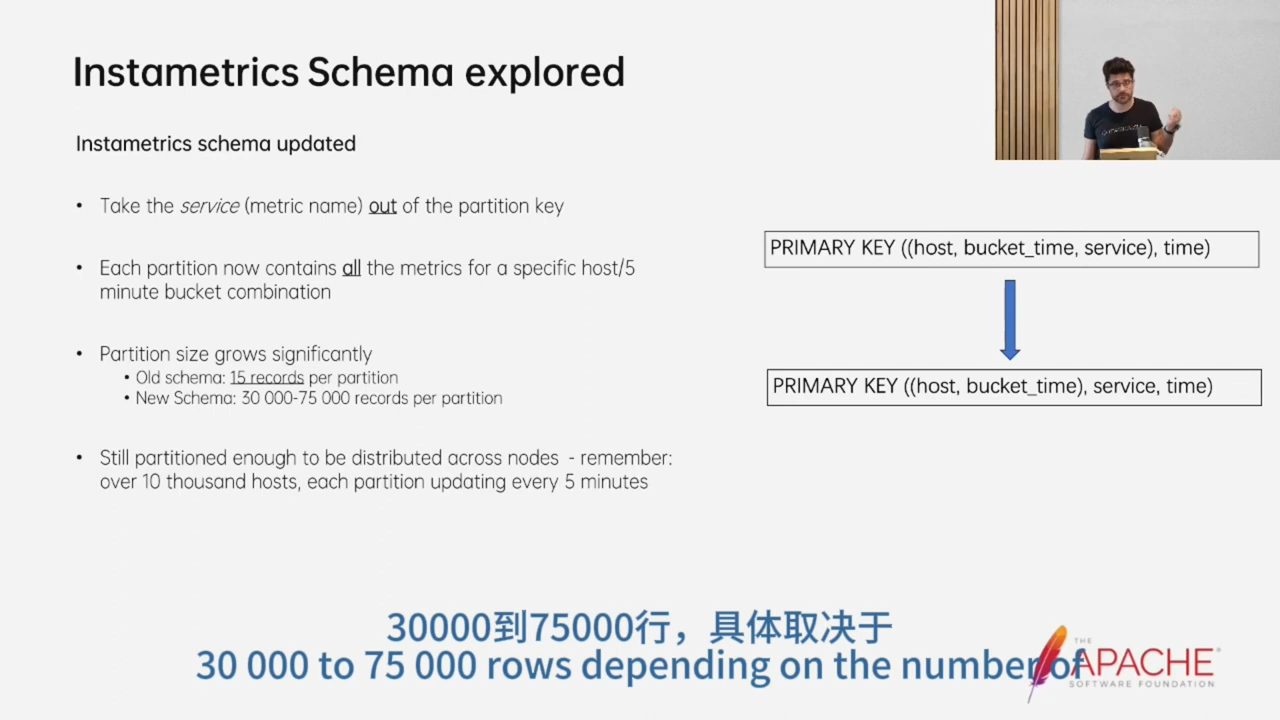 Instametrics Schema explored
Instametrics schema updated
• Take the service (metric name) out of the partition key
• Each partition now contains all the metrics for a specific host/5
minute bucket combination
• Partition size grows significantly
• Old schema: 15 records per partition
• New Schema: 30 000-75 000 records per partition
• Still partitioned enough to be distributed across nodes - remember:
over 10 thousand hosts, each partition updating every 5 minutes
PRIMARY KEY ((host, bucket_time, service), time)
PRIMARY KEY ((host, bucket_time), service, time)
30000到75000行，具体取决于
30 000 to 75 000 rows depending on the number of
THE
APACHE
SOFTWARE FOUNDATION